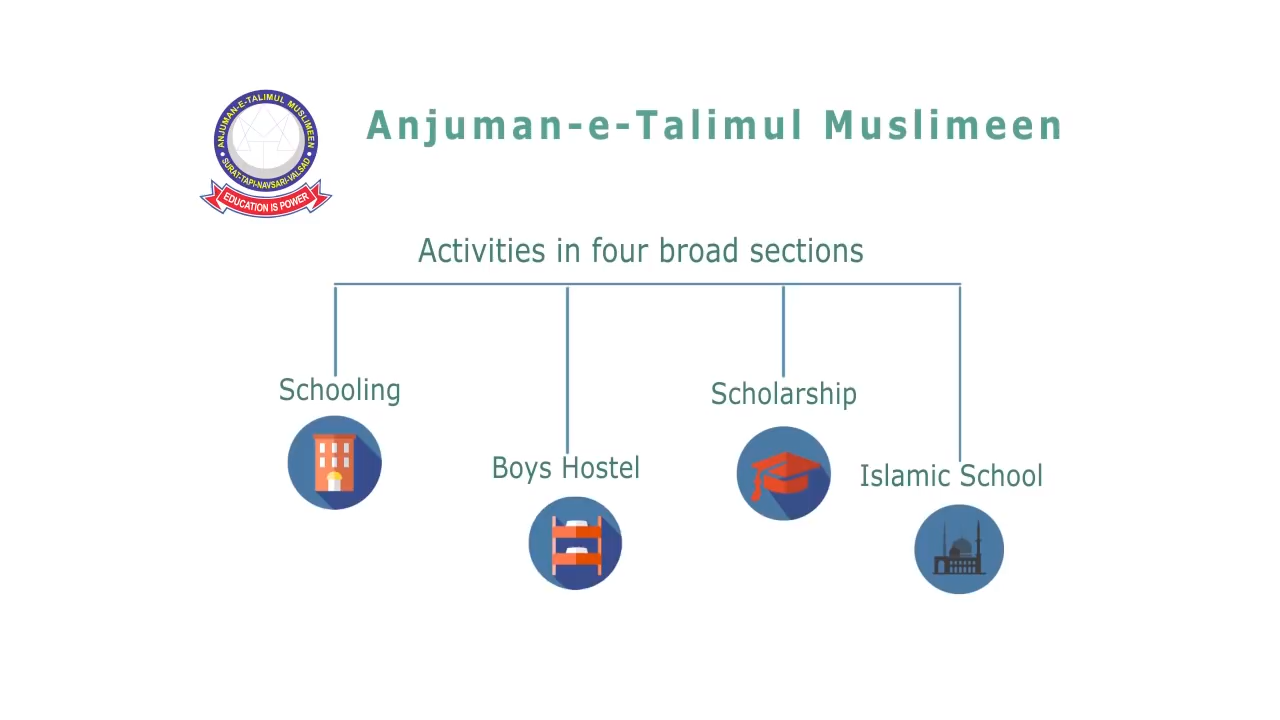 ANJUMAN-E-TALIMUL MUSLIMEEN
• SURAT-TAPI-NAVSARI-VALSAD •
EDUCATION IS POWER
Anjuman-e-Talimul Muslimeen
Activities in four broad sections
Schooling
Scholarship
Boys Hostel
Islamic School